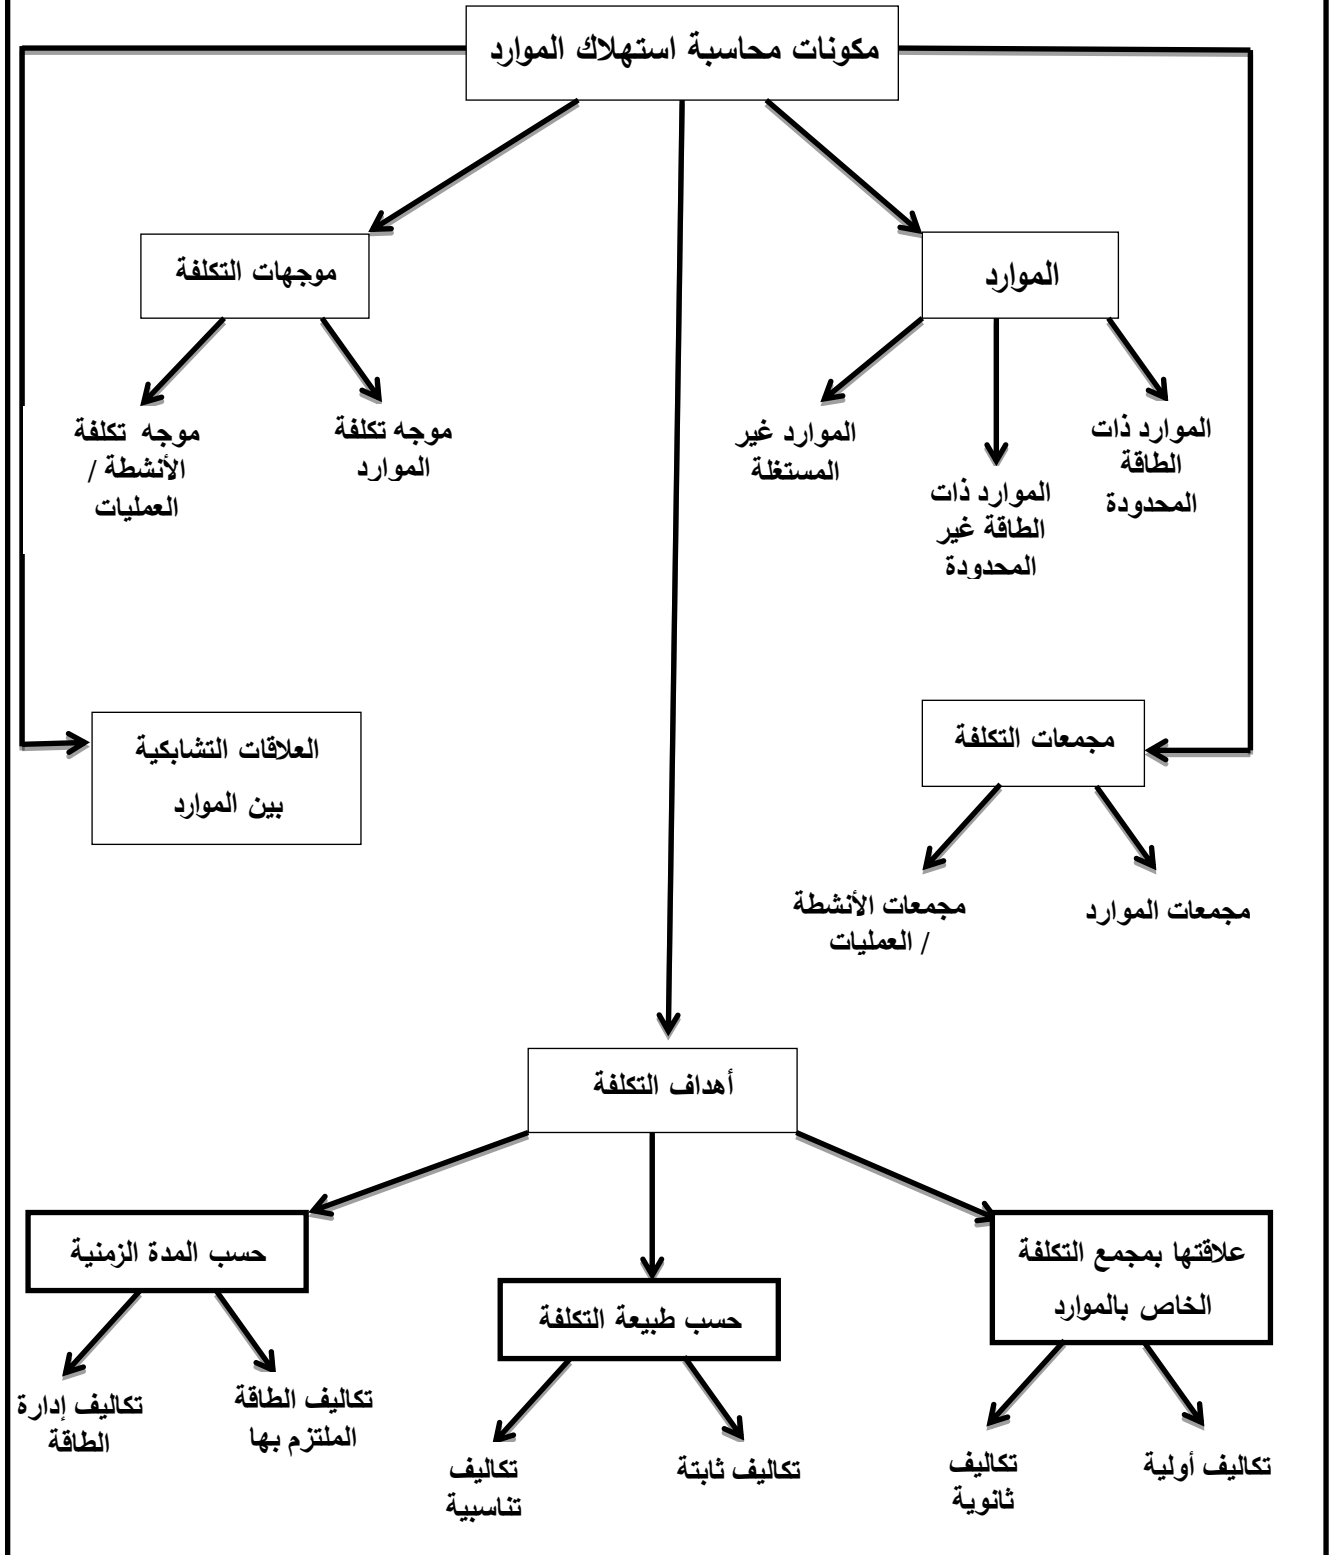 مكونات محاسبة استهلاك الموارد
الموارد
موجهات التكلفة
الموارد ذات
الطاقة
المحدودة
الموارد ذات
الطاقة غير
المحدودة
الموارد غير
المستغلة
موجه تكلفة
الموارد
موجه تكلفة
الأنشطة /
العمليات
مجمعات التكلفة
العلاقات التشابكية
بين الموارد
مجمعات الموارد
مجمعات الأنشطة
/ العمليات
أهداف التكلفة
علاقتها بمجمع التكلفة
الخاص بالموارد
حسب طبيعة التكلفة
حسب المدة الزمنية
تكاليف أولية
تكاليف
ثانوية
تكاليف ثابتة
تكاليف
تناسبية
تكاليف الطاقة
الملتزم بها
تكاليف إدارة
الطاقة